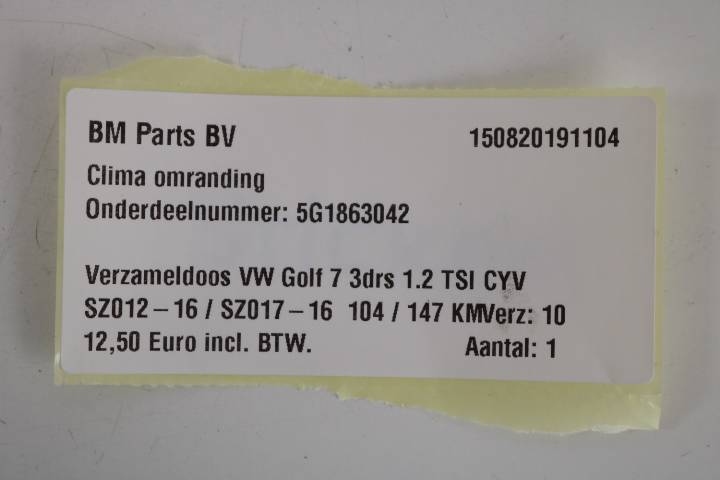 BM Parts BV 150820191104
Clima omranding
Onderdeelnummer: 5G1863042
Verzameldoos VW Golf 7 3drs 1.2 TSI CYV
SZ012-16 / SZ017-16 104 / 147 KMVerz: 10
12,50 Euro incl. BTW. Aantal: 1